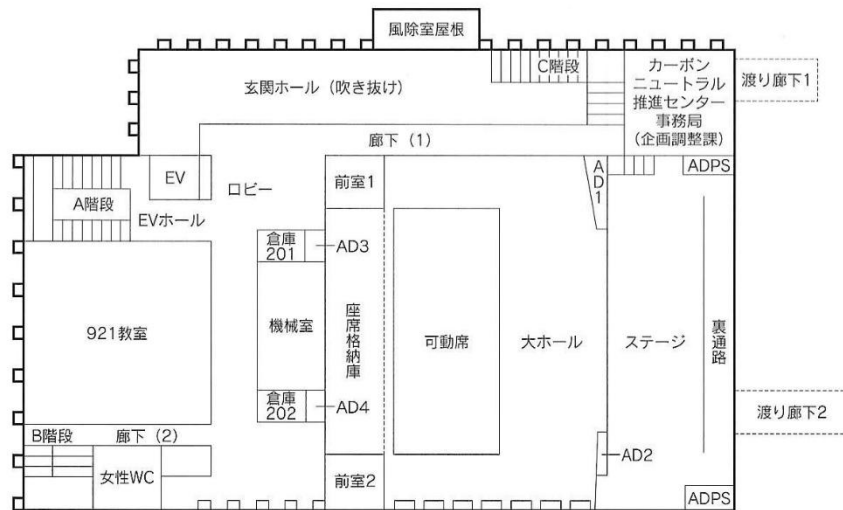 風除室屋根
C階段
カーボン
ニュートラル
推進センター
事務局
(企画調整課)
渡り廊下1
玄関ホール（吹き抜け）
廊下（1）
EV
ロビー
前室1
AD1
ADPS
A階段
EVホール
倉庫
201
AD3
921教室
機械室
座席格納庫
可動席
大ホール
ステージ
裏通路
倉庫
202
AD4
渡り廊下2
B階段
廊下（2）
女性WC
前室2
AD2
ADPS